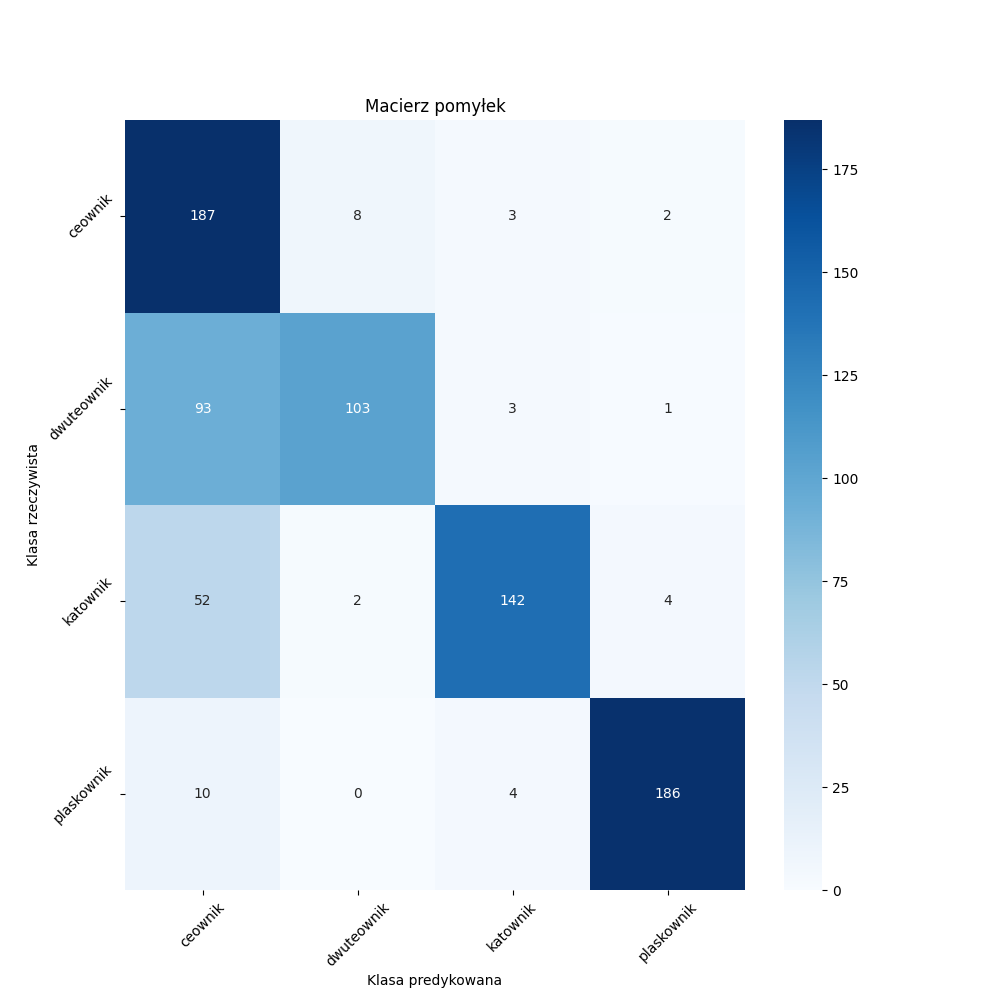 Macierz pomyłek
Klasa rzeczywista
ceownik
187 8 3 2
dwuteownik
93 103 3 1
katownik
52 2 142 4
plaskownik
10 0 4 186
ceownik dwuteownik katownik plaskownik
Klasa predykowana
175
150
125
100
75
50
25
0